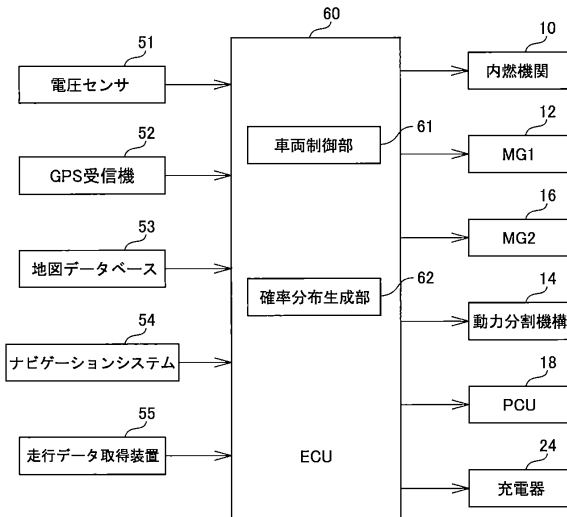 60
51
電圧センサ
52
GPS受信機
53
地図データベース
54
ナビゲーションシステム
55
走行データ取得装置
車両制御部
61
確率分布生成部
62
ECU
10
内燃機関
12
MG1
16
MG2
14
動力分割機構
18
PCU
24
充電器